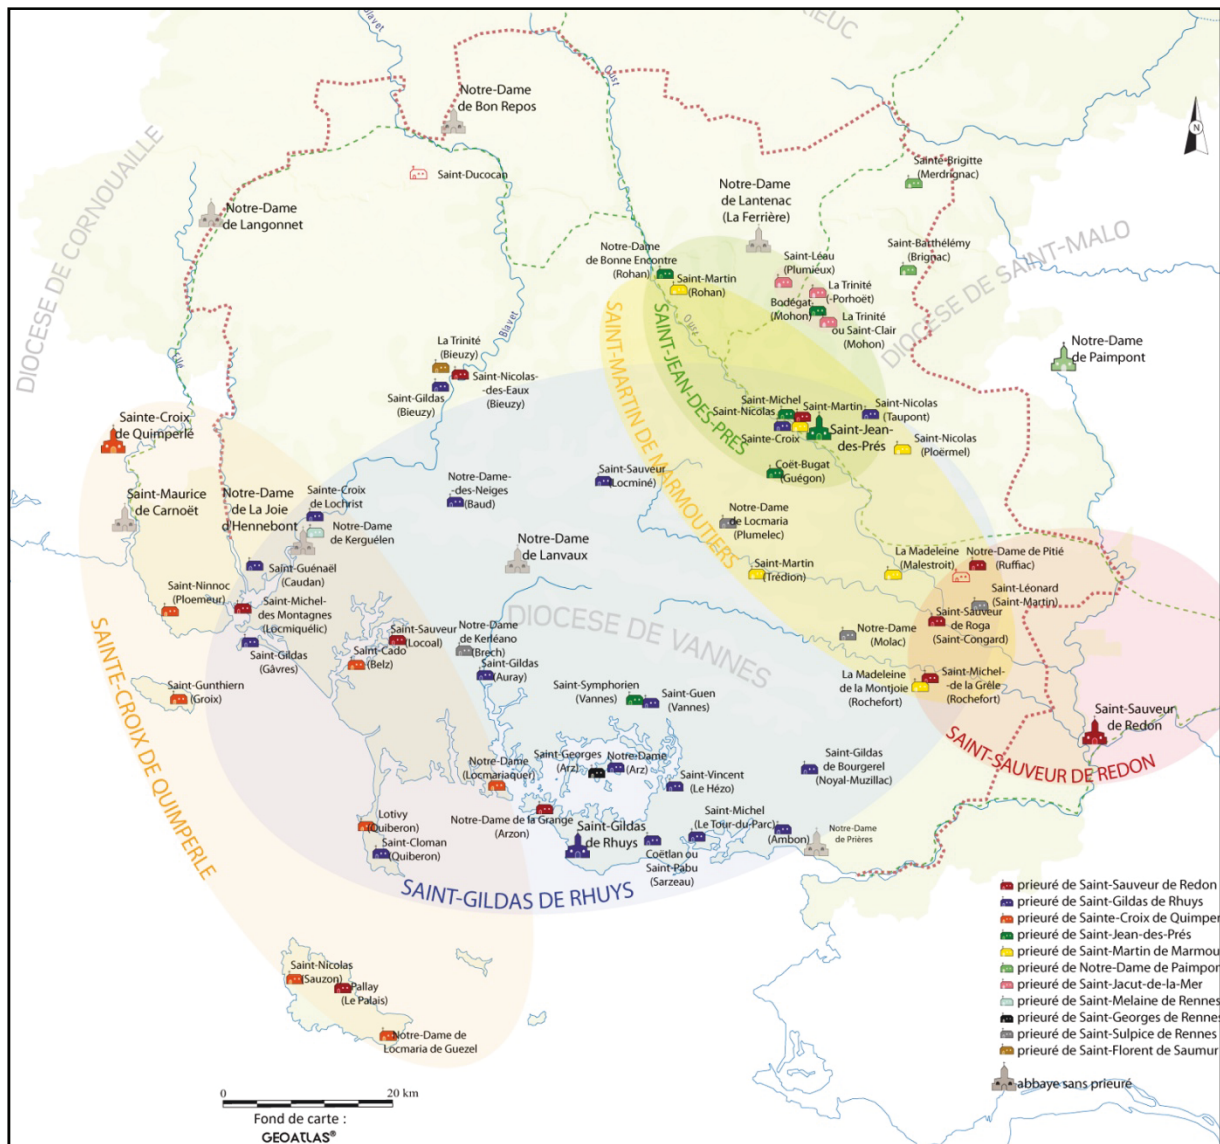 RIEUC
Blavet
Oust
Notre-Dame
de Bon Repos
DIOCESE DE CORNOUAILLE
N
Sainte-Brigitte
(Merdrignac)
Saint-Ducocan
Notre-Dame
de Lantenac
(La Ferrière)
Notre-Dame
de Langonnet
DIOCESE DE SAINT-MALO
Notre-Dame
de Bonne Encontre
(Rohan)
Saint-Barthélémy
(Brignac)
Saint-Léau
(Plumieux)
Saint-Martin
(Rohan)
La Trinité
(-Porhoët)
Bodégat-
(Mohon)
La Trinité
ou Saint-Clair
(Mohon)
Oust
Blavet
Ellé
Notre-Dame
de Paimpont
SAINT-MARTIN DE MARMOUTIERS
SAINT-JEAN-DES-PRES
La Trinité
(Bieuzy)
Saint-Nicolas-
-des-Eaux
(Bieuzy)
Saint-Gildas
(Bieuzy)
Saint-Michel
Saint-Nicolas
Saint-Martin
Saint-Nicolas
(Taupont)
Sainte-Croix
Saint-Jean-
des-Prés
Saint-Nicolas
(Ploërmel)
Sainte-Croix
de Quimperlé
Coët-Bugat
(Guégon)
Saint-Sauveur
(Locminé)
Notre-Dame-
-des-Neiges
(Baud)
Saint-Maurice
de Carnoët
Notre-Dame
de La Joie
d'Hennebont
Sainte-Croix
de Lochrist
Notre-Dame
de Kerguélen
Notre-Dame
de Locmaria
(Plumelec)
Notre-Dame
de Lanvaux
La Madeleine
(Malestroit)
Notre-Dame de Pitié
(Ruffiac)
Saint-Guénaël
(Caudan)
Saint-Martin
(Trédion)
Saint-Ninnoc
(Ploemeur)
Saint-Léonard
(Saint-Martin)
Saint-Michel-
des Montagnes
(Locmiquélic)
DIOCESE DE VANNES
Saint-Sauveur
de Roga
(Saint-Congard)
Saint-Sauveur
(Locoal)
Notre-Dame
de Kerléano
(Brech)
Notre-Dame
(Molac)
Saint-Gildas
(Gâvres)
Saint-Cado
(Belz)
Saint-Gildas
(Auray)
Saint-Michel-
-de la Grêle
(Rochefort)
La Madeleine
de la Montjoie
(Rochefort)
Saint-Gunthiern
(Groix)
Saint-Symphorien
(Vannes)
Saint-Guen
(Vannes)
Saint-Sauveur
de Redon
SAINTE-CROIX DE QUIMPERLE
SAINT-SAUVEUR DE REDON
Saint-Georges
(Arz)
Notre-Dame
(Arz)
Saint-Gildas
de Bourgerel
(Noyal-Muzillac)
Notre-Dame
(Locmariaquer)
Saint-Vincent
(Le Hézo)
Lotivy
(Quiberon)
Notre-Dame de la Grange
(Arzon)
Saint-Michel
(Le Tour-du-Parc)
Saint-Gildas
de Rhuys
(Ambon)
Notre-Dame
de Prières
Saint-Cloman
(Quiberon)
Coëtlan ou
Saint-Pabu
(Sarzeau)
SAINT-GILDAS DE RHUYS
Saint-Nicolas
(Sauzon)
Pallay
(Le Palais)
Notre-Dame de
Locmaria de Guezel
prieuré de Saint-Sauveur de Redon
prieuré de Saint-Gildas de Rhuys
prieuré de Sainte-Croix de Quimper
prieuré de Saint-Jean-des-Prés
prieuré de Saint-Martin de Marmou
prieuré de Notre-Dame de Paimpon
prieuré de Saint-Jacut-de-la-Mer
prieuré de Saint-Melaine de Rennes
prieuré de Saint-Georges de Rennes
prieuré de Saint-Sulpice de Rennes
prieuré de Saint-Florent de Saumur
abbaye sans prieuré
0 20 km
Fond de carte :
GEOATLAS®